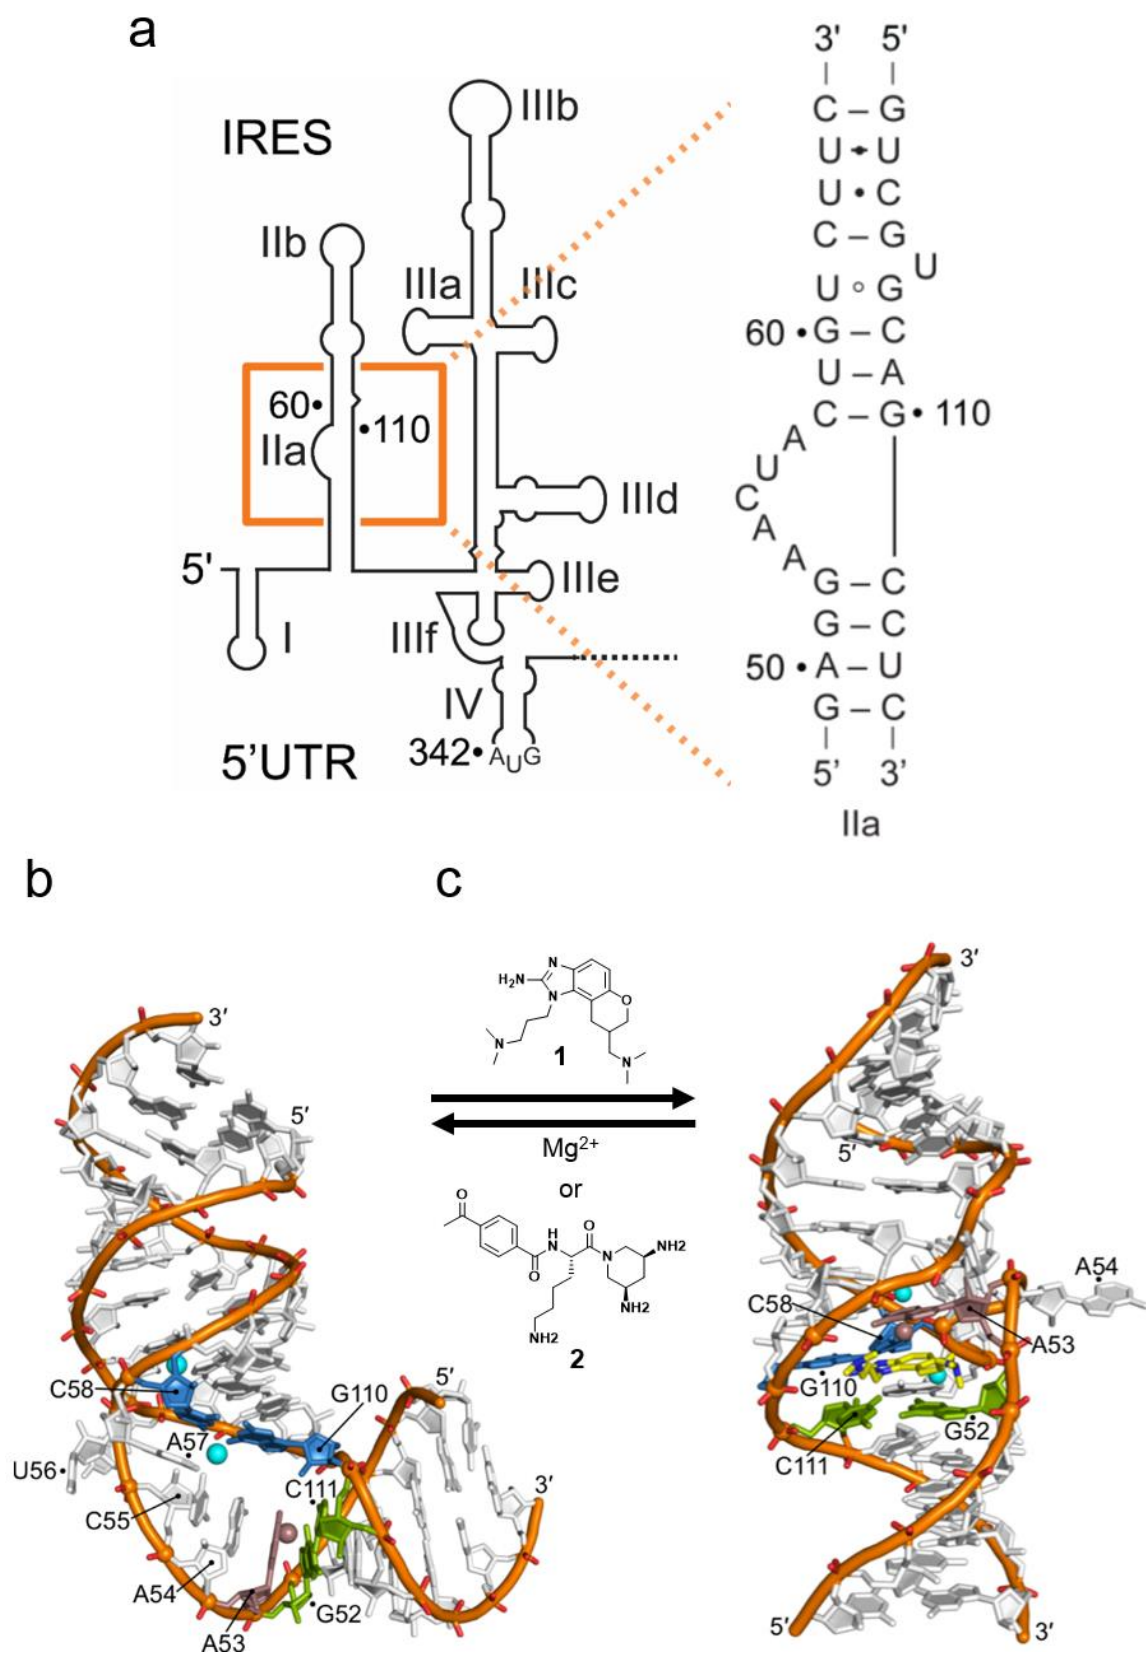 a
IRES
IIIb
IIb
IIIa
IIIc
60•
•110
IIa
IIId
5'
IIIe
I
IIIf
IV
342•
AUG
5'UTR
3' 5'
C – G
U U
U • C
C – G
U
U ∘ G
60 • G – C
U – A
C – G • 110
A
U
C
A
A
G – C
G – C
50 • A – U
G – C
5’ 3’
IIa
b
c
3′
5′
C58
G110
5′
A57
U56
C111
3′
C55
A54
G52
A53
H₂N
N
N
O
N
N
1
Mg²⁺
or
O
H
N
O
N
NH2
O
NH2
NH2
2
3′
5′
A54
C58
A53
G110
G52
C111
5′
3′